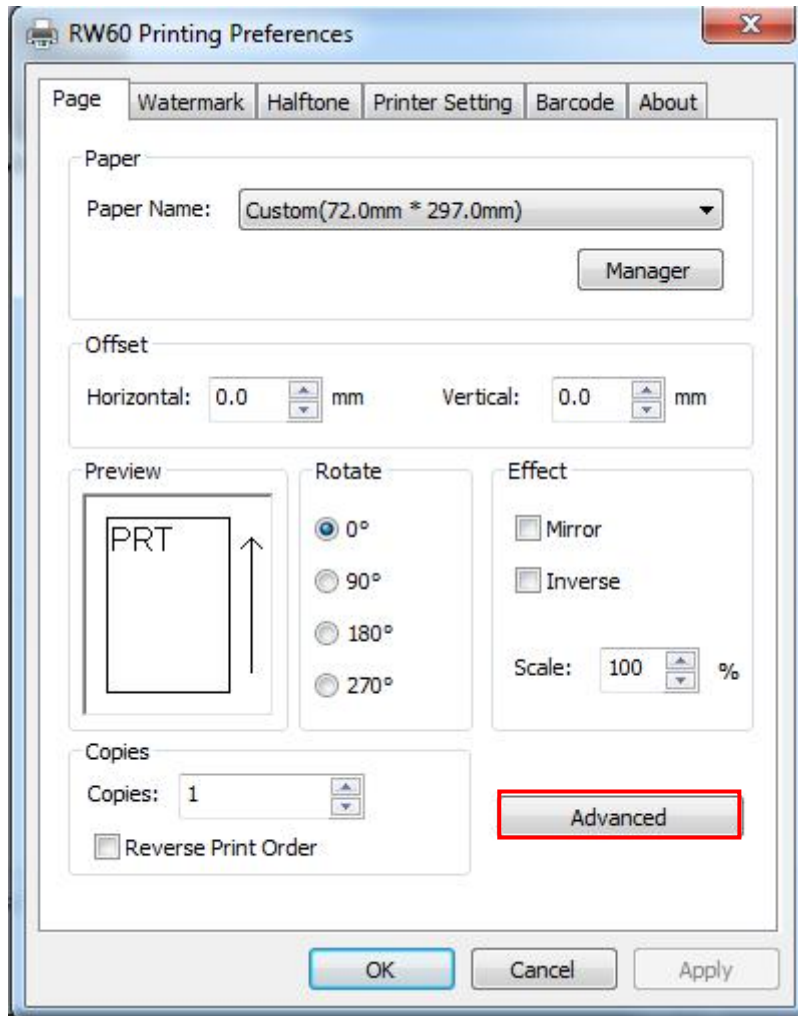 RW60 Printing Preferences
Page Watermark Halftone Printer Setting Barcode About
Paper
Paper Name: Custom(72.0mm * 297.0mm)
Manager
Offset
Horizontal: 0.0 mm Vertical: 0.0 mm
Preview Rotate Effect
PRT
0° Mirror
90° Inverse
180°
Scale: 100 %
270°
Copies
Copies: 1
Advanced
Reverse Print Order
OK Cancel Apply